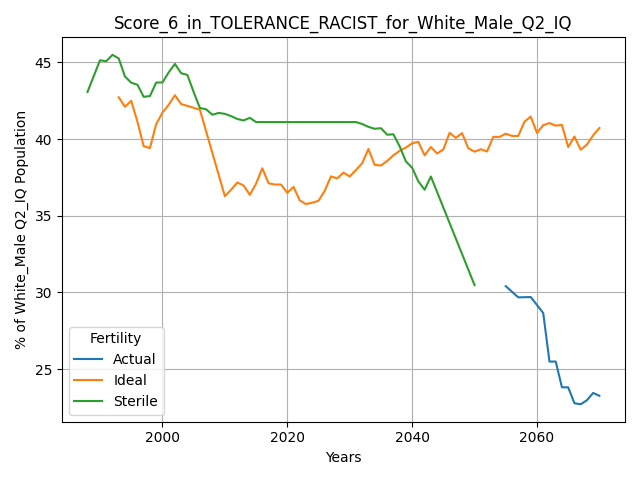 Score_6_in_TOLERANCE_RACIST_for_White_Male_Q2_IQ
% of White_Male Q2_IQ Population
45
40
35
30
25
Fertility
Actual
Ideal
Sterile
2000
2020
2040
2060
Years